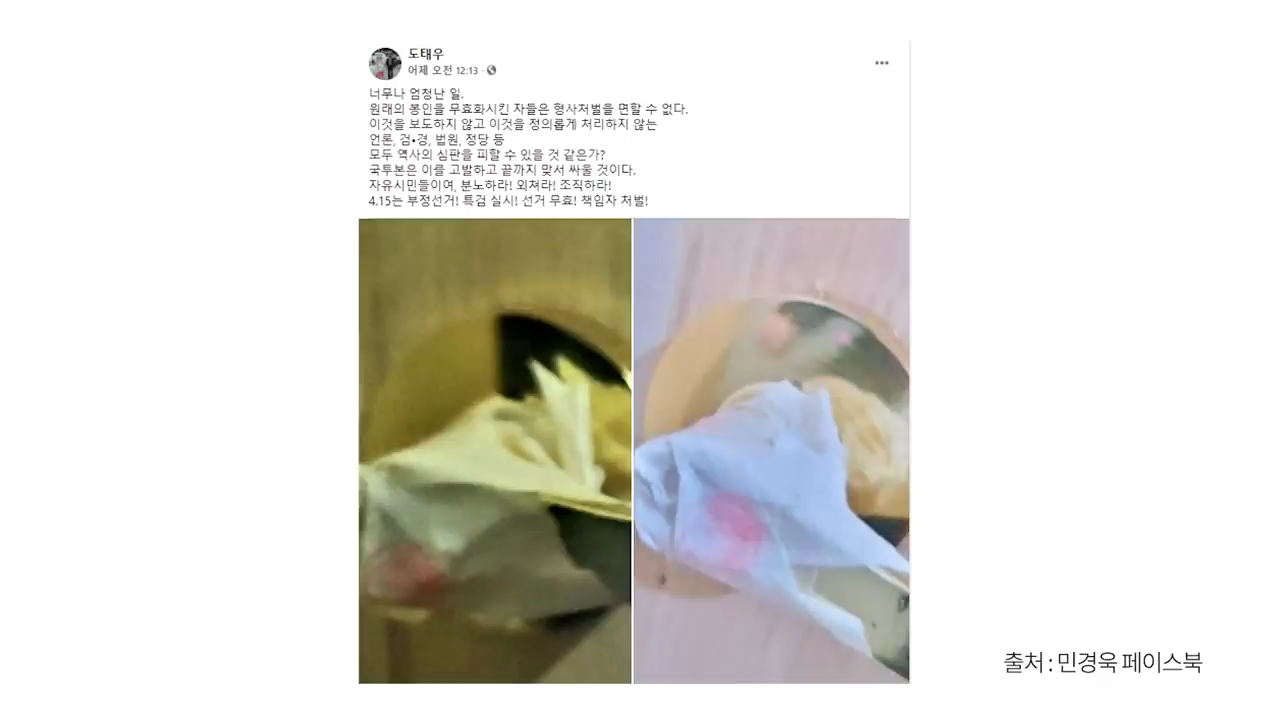 도태우
어제 오전 12:13 ·
너무나 엄청난 일.
원래의 봉인을 무효화시킨 자들은 형사처벌을 면할 수 없다.
이것을 보도하지 않고 이것을 정의롭게 처리하지 않는
언론, 검•경, 법원, 정당 등
모두 역사의 심판을 피할 수 있을 것 같은가?
국투본은 이를 고발하고 끝까지 맞서 싸울 것이다.
자유시민들이여, 분노하라! 외쳐라! 조직하라!
4.15는 부정선거! 특검 실시! 선거 무효! 책임자 처벌!
출처 : 민경욱 페이스북